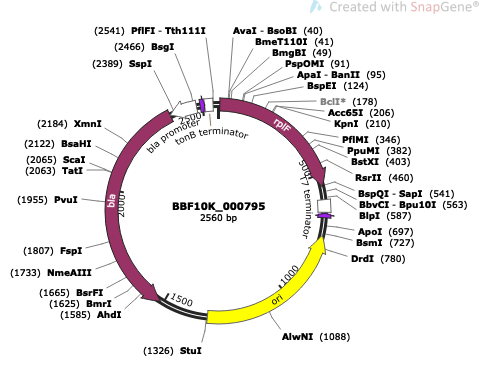 Created with SnapGene®
(2541) PflFI - Tth111I
(2466) BsgI
(2389) SspI
(2184) XmnI
(2122) BsaHI
(2065) ScaI
(2063) TatI
(1955) PvuI
(1807) FspI
(1733) NmeAIII
(1665) BsrFI
(1625) BmrI
(1585) AhdI
(1326) StuI
AvaI - BsoBI (40)
BmeT110I (41)
BmgBI (49)
PspOMI (91)
ApaI - BanII (95)
BspEI (124)
BclI* (178)
Acc65I (206)
KpnI (210)
PflMI (346)
PpuMI (382)
BstXI (403)
RsrII (460)
BspQI - SapI (541)
BbvCI - Bpu10I (563)
BlpI (587)
ApoI (697)
BsmI (727)
DrdI (780)
AlwNI (1088)
bla promoter
tonB terminator
rplF
T7 terminator
bla
ori
500
1000
1500
2000
2500
BBF10K_000795
2560 bp